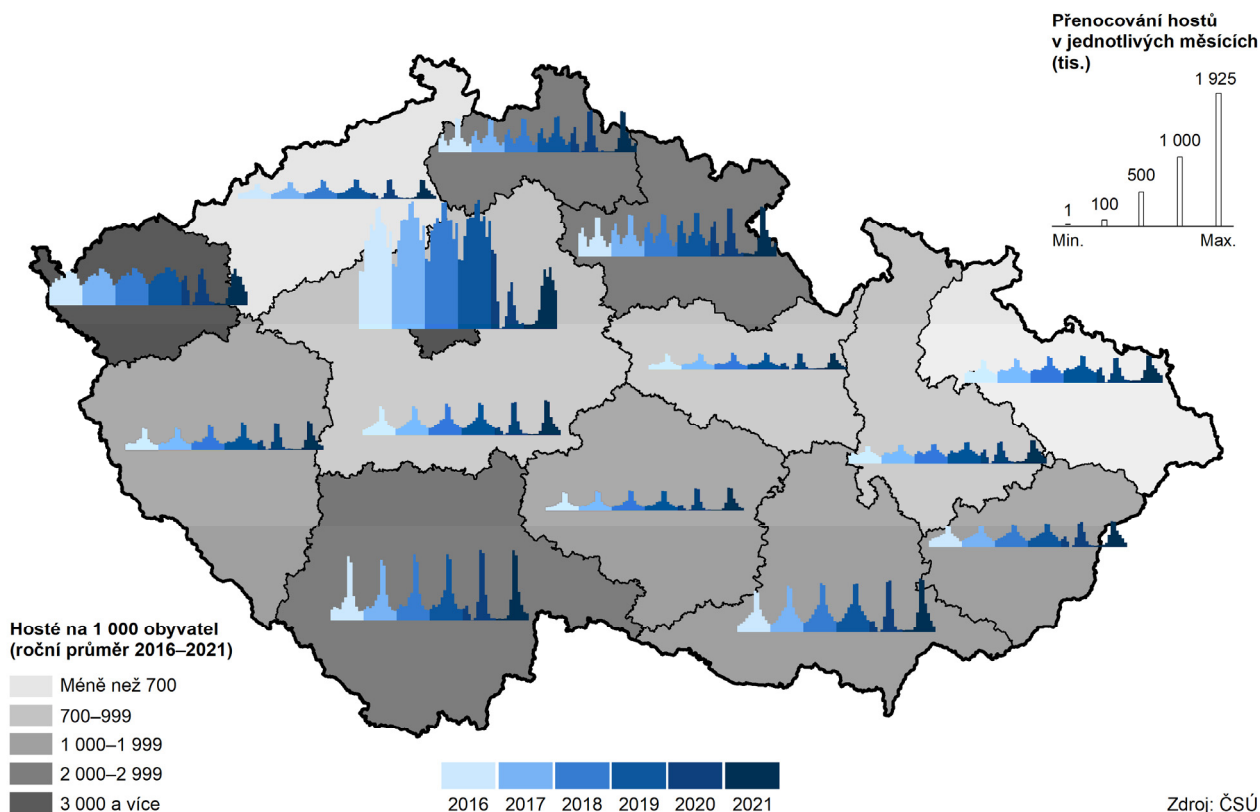 Přenocování hostů
v jednotlivých měsících
(tis.)
1 925
1 000
500
100
1
Min.
Max.
Hosté na 1 000 obyvatel
(roční průměr 2016–2021)
Méně než 700
700–999
1 000–1 999
2 000–2 999
3 000 a více
2016 2017 2018 2019 2020 2021
Zdroj: ČSÚ